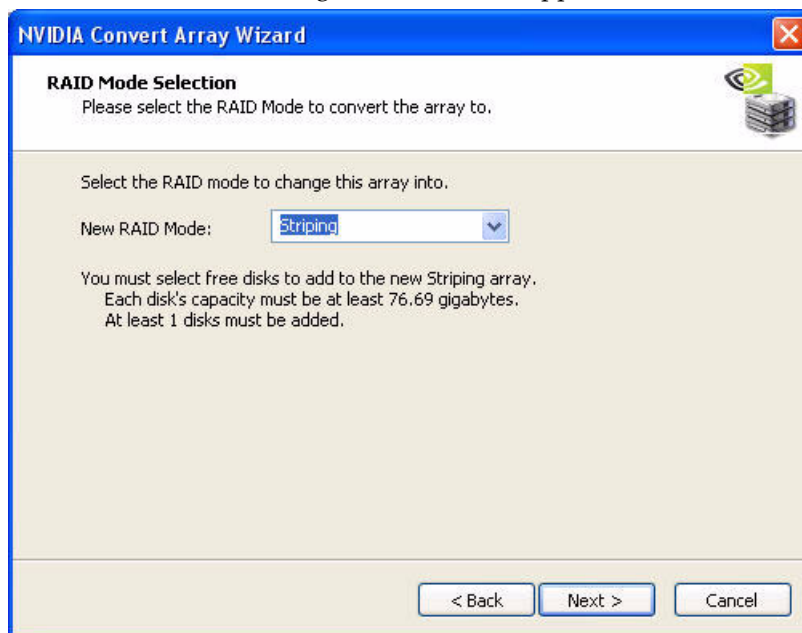 NVIDIA Convert Array Wizard
RAID Mode Selection
Please select the RAID Mode to convert the array to.
Select the RAID mode to change this array into.
New RAID Mode: Striping
You must select free disks to add to the new Striping array.
Each disk's capacity must be at least 76.69 gigabytes.
At least 1 disks must be added.
< Back Next > Cancel